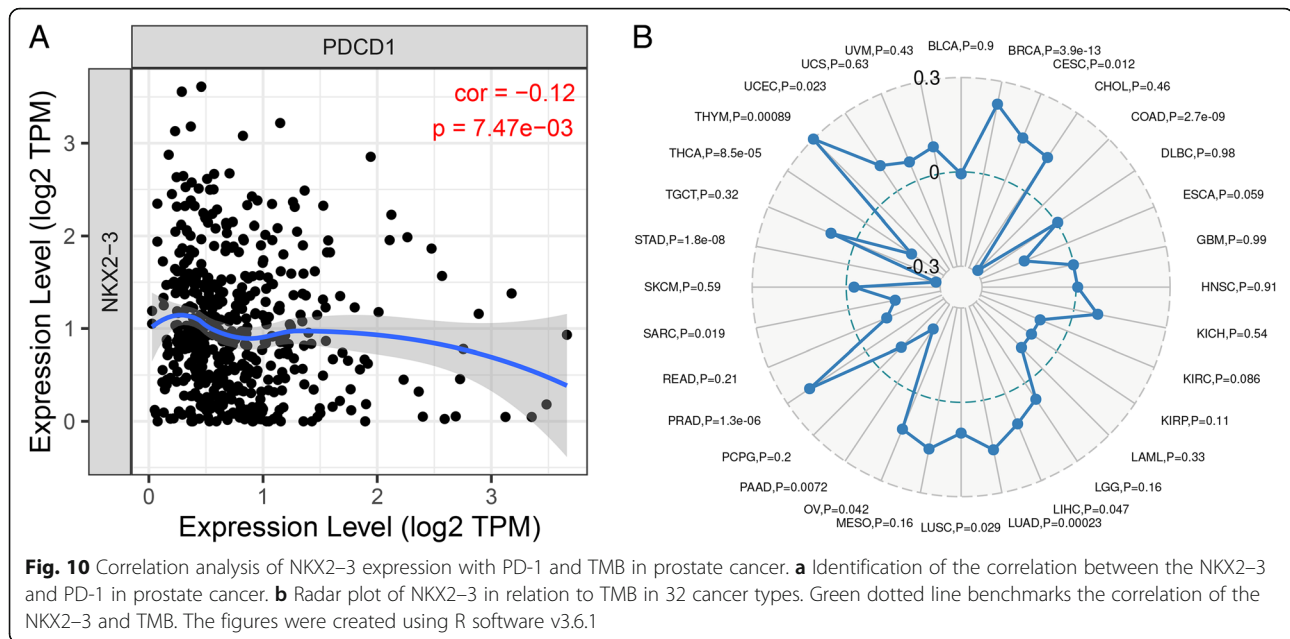 A
PDCD1
NKX2−3
Expression Level (log2 TPM)
cor = −0.12
p = 7.47e−03
3
2
1
0
0 1 2 3
Expression Level (log2 TPM)
B
BLCA,P=0.9
BRCA,P=3.9e-13
CESC,P=0.012
CHOL,P=0.46
COAD,P=2.7e-09
DLBC,P=0.98
ESCA,P=0.059
GBM,P=0.99
HNSC,P=0.91
KICH,P=0.54
KIRC,P=0.086
KIRP,P=0.11
LAML,P=0.33
LGG,P=0.16
LIHC,P=0.047
LUAD,P=0.00023
LUSC,P=0.029
MESO,P=0.16
OV,P=0.042
PAAD,P=0.0072
PCPG,P=0.2
PRAD,P=1.3e-06
READ,P=0.21
SARC,P=0.019
SKCM,P=0.59
STAD,P=1.8e-08
TGCT,P=0.32
THCA,P=8.5e-05
THYM,P=0.00089
UCEC,P=0.023
UCS,P=0.63
UVM,P=0.43
0.3
0
-0.3
Fig. 10 Correlation analysis of NKX2–3 expression with PD-1 and TMB in prostate cancer. a Identification of the correlation between the NKX2–3
and PD-1 in prostate cancer. b Radar plot of NKX2–3 in relation to TMB in 32 cancer types. Green dotted line benchmarks the correlation of the
NKX2–3 and TMB. The figures were created using R software v3.6.1